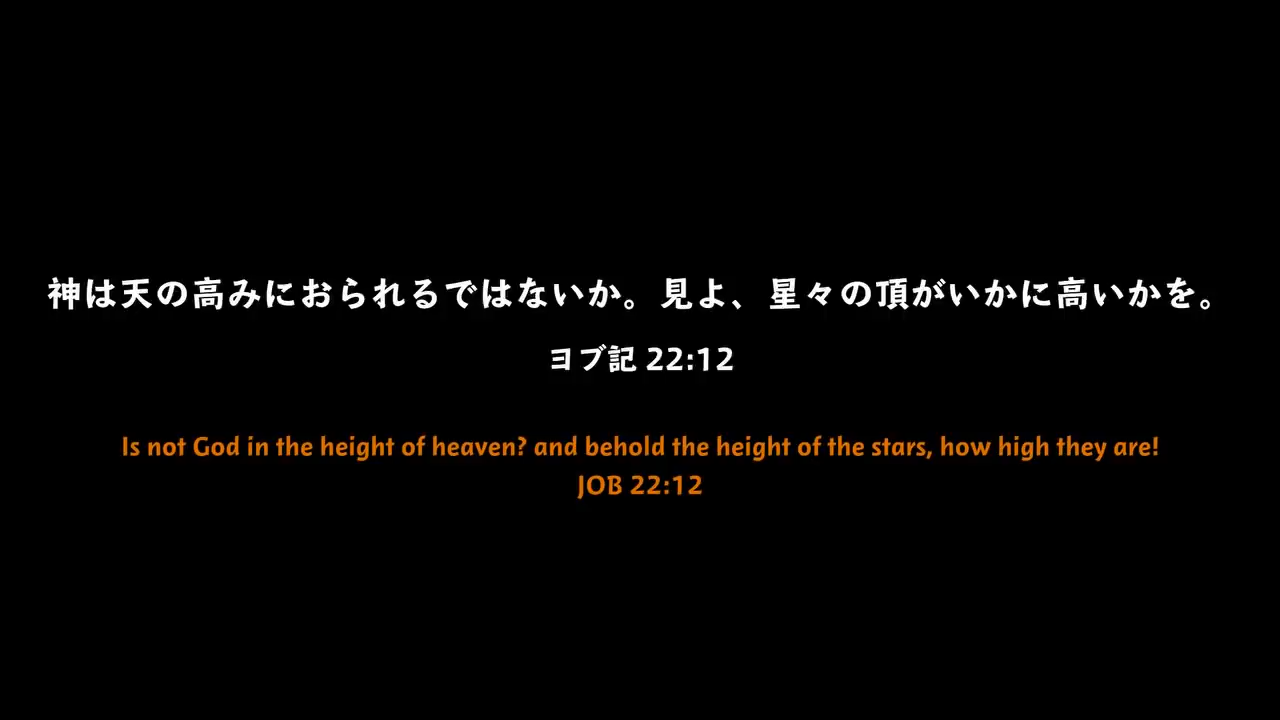 神は天の高みにおられるではないか。見よ、星々の頂がいかに高いかを。
ヨブ記 22:12
Is not God in the height of heaven? and behold the height of the stars, how high they are!
JOB 22:12